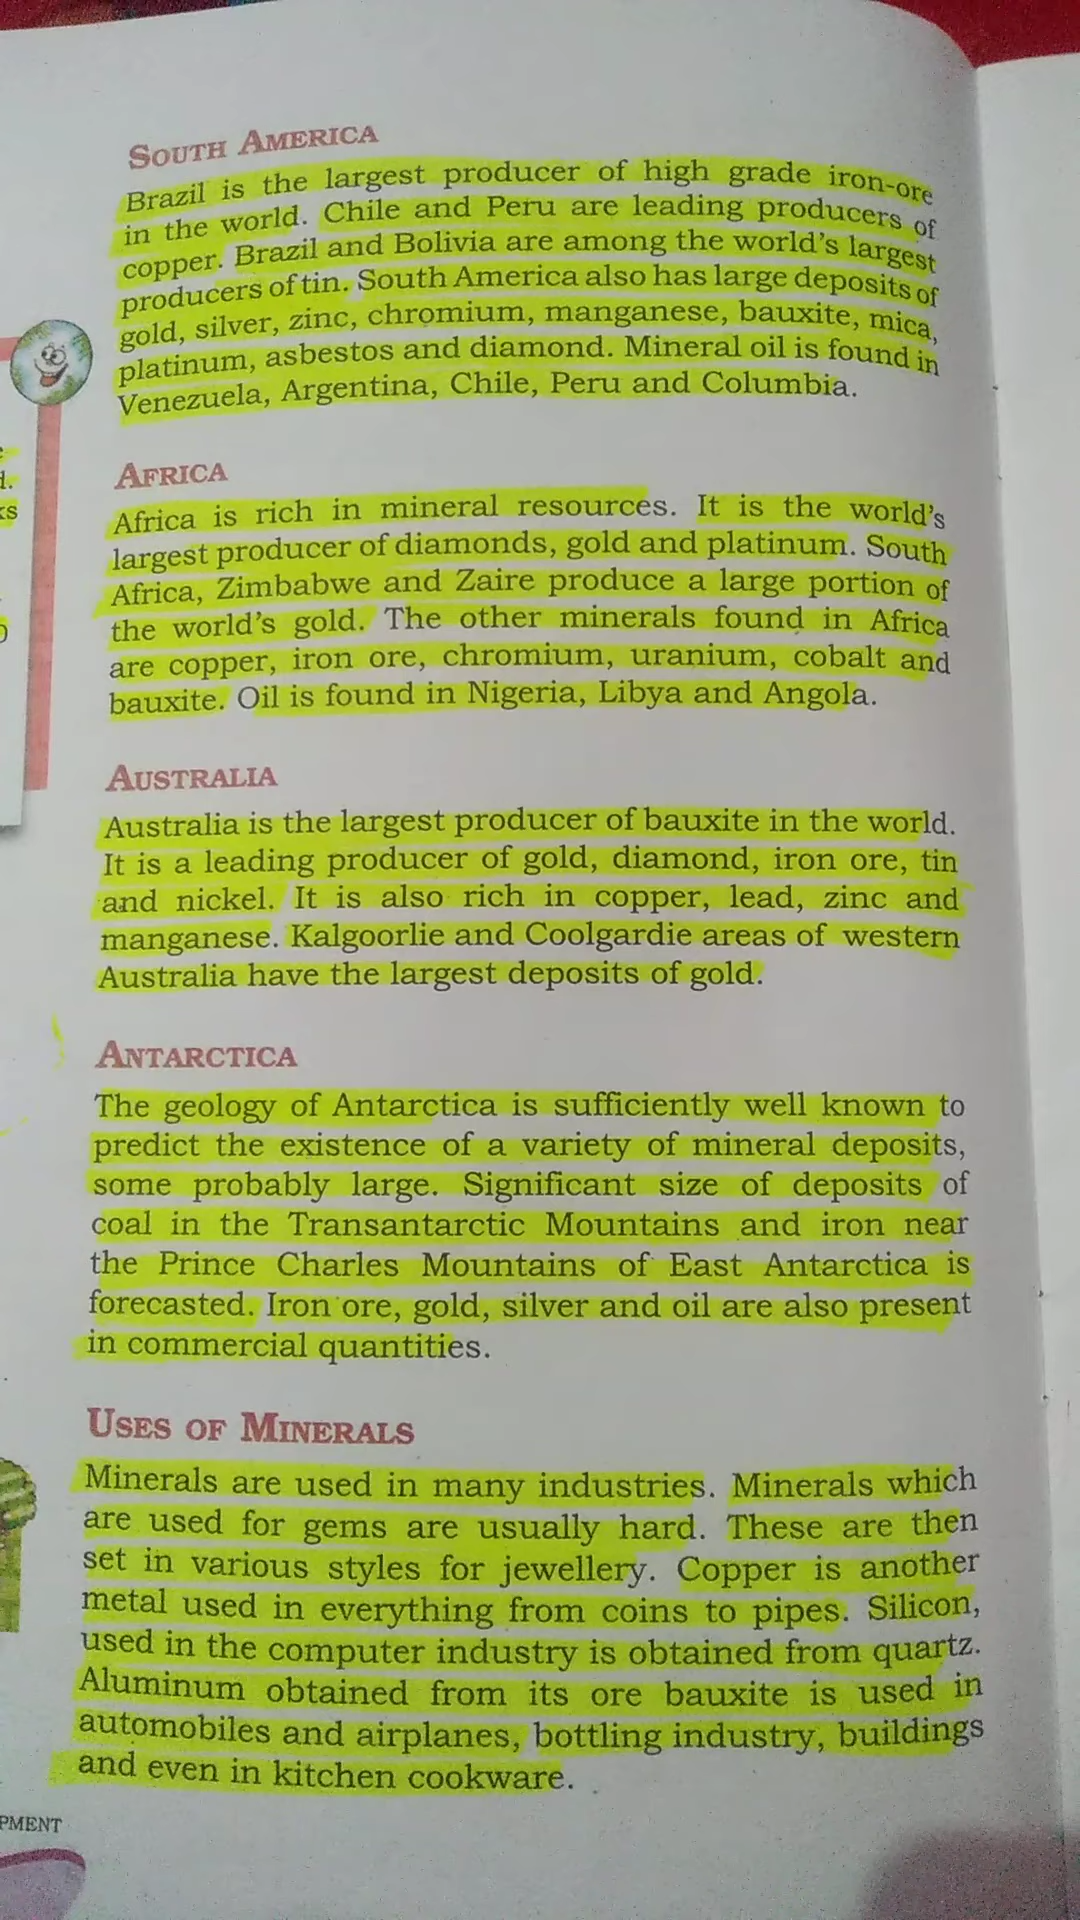 SOUTH AMERICA
Brazil is the largest producer of high grade iron-ore
in the world. Chile and Peru are leading producers of
copper. Brazil and Bolivia are among the world's largest
producers of tin. South America also has large deposits of
gold, silver, zinc, chromium, manganese, bauxite, mica,
platinum, asbestos and diamond. Mineral oil is found in
Venezuela, Argentina, Chile, Peru and Columbia.
AFRICA
Africa is rich in mineral resources. It is the world's
largest producer of diamonds, gold and platinum. South
Africa, Zimbabwe and Zaire produce a large portion of
the world's gold. The other minerals found in Africa
are copper, iron ore, chromium, uranium, cobalt and
bauxite. Oil is found in Nigeria, Libya and Angola.
AUSTRALIA
Australia is the largest producer of bauxite in the world.
It is a leading producer of gold, diamond, iron ore, tin
and nickel. It is also rich in copper, lead, zinc and
manganese. Kalgoorlie and Coolgardie areas of western
Australia have the largest deposits of gold.
ANTARCTICA
The geology of Antarctica is sufficiently well known to
predict the existence of a variety of mineral deposits,
some probably large. Significant size of deposits of
coal in the Transantarctic Mountains and iron near
the Prince Charles Mountains of East Antarctica is
forecasted. Iron ore, gold, silver and oil are also present
in commercial quantities.
USES OF MINERALS
Minerals are used in many industries. Minerals which
are used for gems are usually hard. These are then
set in various styles for jewellery. Copper is another
metal used in everything from coins to pipes. Silicon,
used in the computer industry is obtained from quartz.
Aluminum obtained from its ore bauxite is used in
automobiles and airplanes, bottling industry, buildings
and even in kitchen cookware.
PMENT